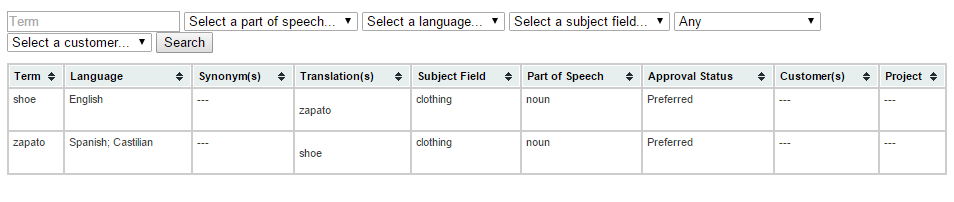 Term Select a part of speech... Select a language... Select a subject field... Any
Select a customer... Search
Term Language Synonym(s) Translation(s) Subject Field Part of Speech Approval Status Customer(s) Project
shoe English --- zapato clothing noun Preferred --- ---
zapato Spanish; Castilian --- shoe clothing noun Preferred --- ---